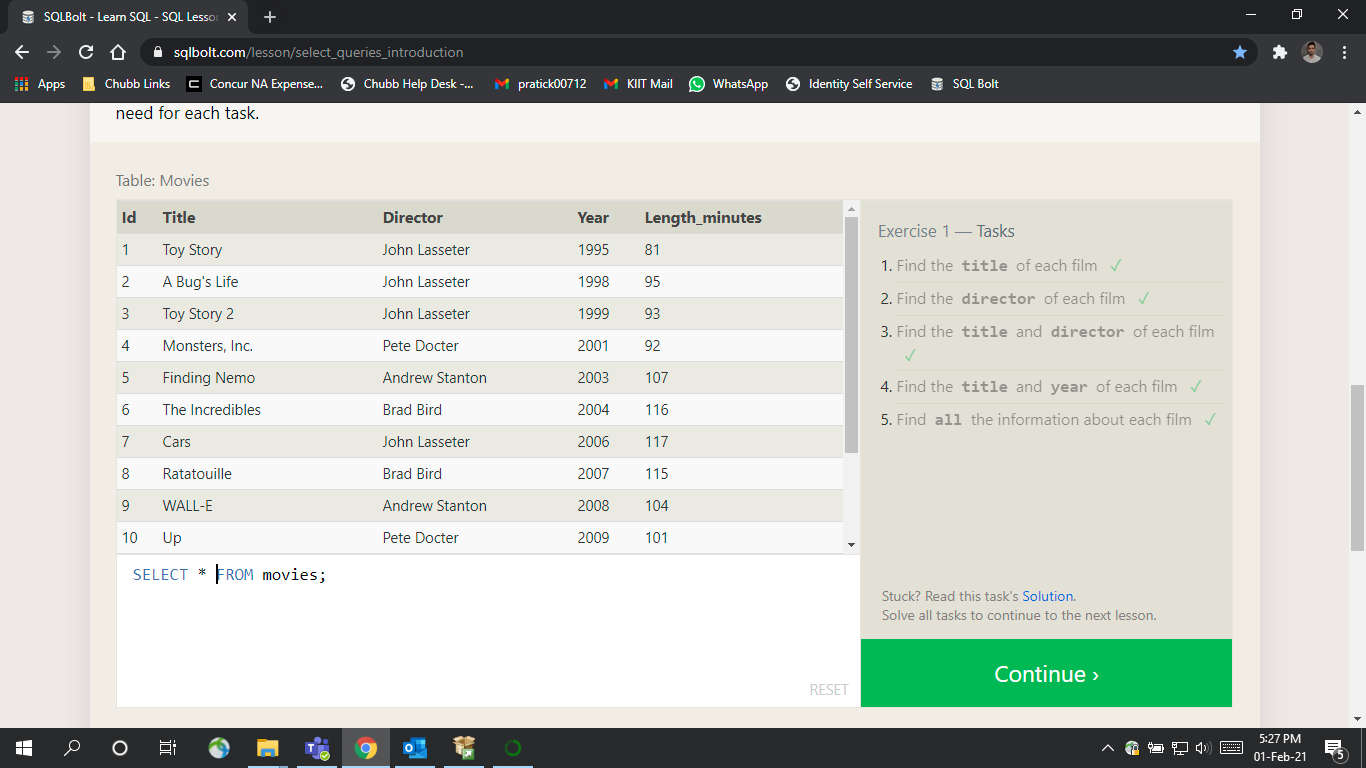 SQLBolt - Learn SQL - SQL Lesson
sqlbolt.com/lesson/select_queries_introduction
Apps Chubb Links Concur NA Expense... Chubb Help Desk -... pratick00712 KIIT Mail WhatsApp Identity Self Service SQL Bolt
need for each task.
Table: Movies
Id Title Director Year Length_minutes
1 Toy Story John Lasseter 1995 81
2 A Bug's Life John Lasseter 1998 95
3 Toy Story 2 John Lasseter 1999 93
4 Monsters, Inc. Pete Docter 2001 92
5 Finding Nemo Andrew Stanton 2003 107
6 The Incredibles Brad Bird 2004 116
7 Cars John Lasseter 2006 117
8 Ratatouille Brad Bird 2007 115
9 WALL-E Andrew Stanton 2008 104
10 Up Pete Docter 2009 101
SELECT * FROM movies;
RESET
Exercise 1 — Tasks
1. Find the title of each film ✓
2. Find the director of each film ✓
3. Find the title and director of each film
✓
4. Find the title and year of each film ✓
5. Find all the information about each film ✓
Stuck? Read this task's Solution.
Solve all tasks to continue to the next lesson.
Continue ›
5:27 PM
01-Feb-21
5